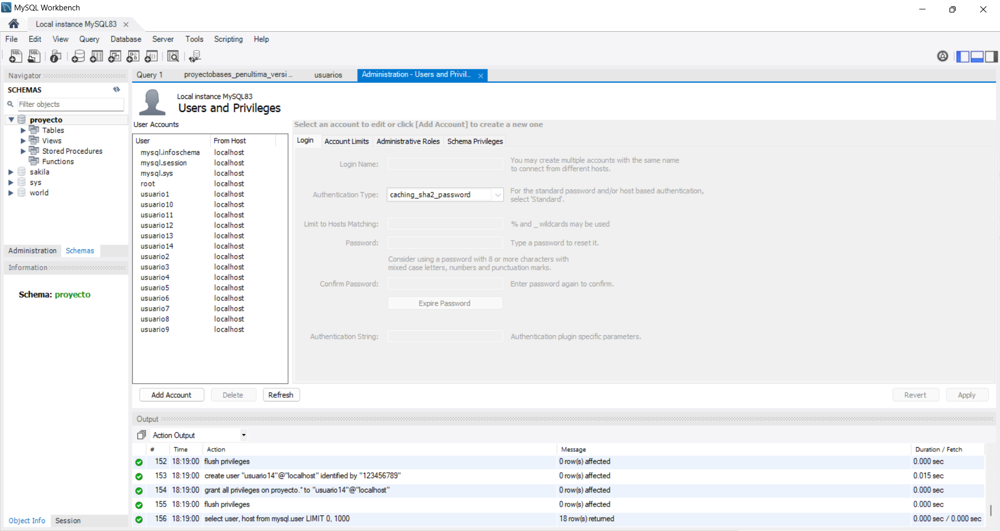 MySQL Workbench
Local instance MySQL83
File Edit View Query Database Server Tools Scripting Help
Navigator
SCHEMAS
Filter objects
proyecto
Tables
Views
Stored Procedures
Functions
sakila
sys
world
Administration Schemas
Information
Schema: proyecto
Object Info Session
Query 1 proyectobases_penultima_versi... usuarios Administration - Users and Privil...
Local instance MySQL83
Users and Privileges
User Accounts
User From Host
mysql.infoschema localhost
mysql.session localhost
mysql.sys localhost
root localhost
usuario1 localhost
usuario10 localhost
usuario11 localhost
usuario12 localhost
usuario13 localhost
usuario14 localhost
usuario2 localhost
usuario3 localhost
usuario4 localhost
usuario5 localhost
usuario6 localhost
usuario7 localhost
usuario8 localhost
usuario9 localhost
Add Account Delete Refresh
Select an account to edit or click [Add Account] to create a new one
Login Account Limits Administrative Roles Schema Privileges
Login Name: You may create multiple accounts with the same name
to connect from different hosts.
Authentication Type: caching_sha2_password For the standard password and/or host based authentication,
select 'Standard'.
Limit to Hosts Matching: % and _ wildcards may be used
Password: Type a password to reset it.
Consider using a password with 8 or more characters with
mixed case letters, numbers and punctuation marks.
Confirm Password: Enter password again to confirm.
Expire Password
Authentication String: Authentication plugin specific parameters.
Revert Apply
Output
Action Output
# Time Action Message Duration / Fetch
152 18:19:00 flush privileges 0 row(s) affected 0.000 sec
153 18:19:00 create user "usuario14"@"localhost" identified by "123456789" 0 row(s) affected 0.015 sec
154 18:19:00 grant all privileges on proyecto.* to "usuario14"@"localhost" 0 row(s) affected 0.000 sec
155 18:19:00 flush privileges 0 row(s) affected 0.000 sec
156 18:19:00 select user, host from mysql.user LIMIT 0, 1000 18 row(s) returned 0.000 sec / 0.000 sec